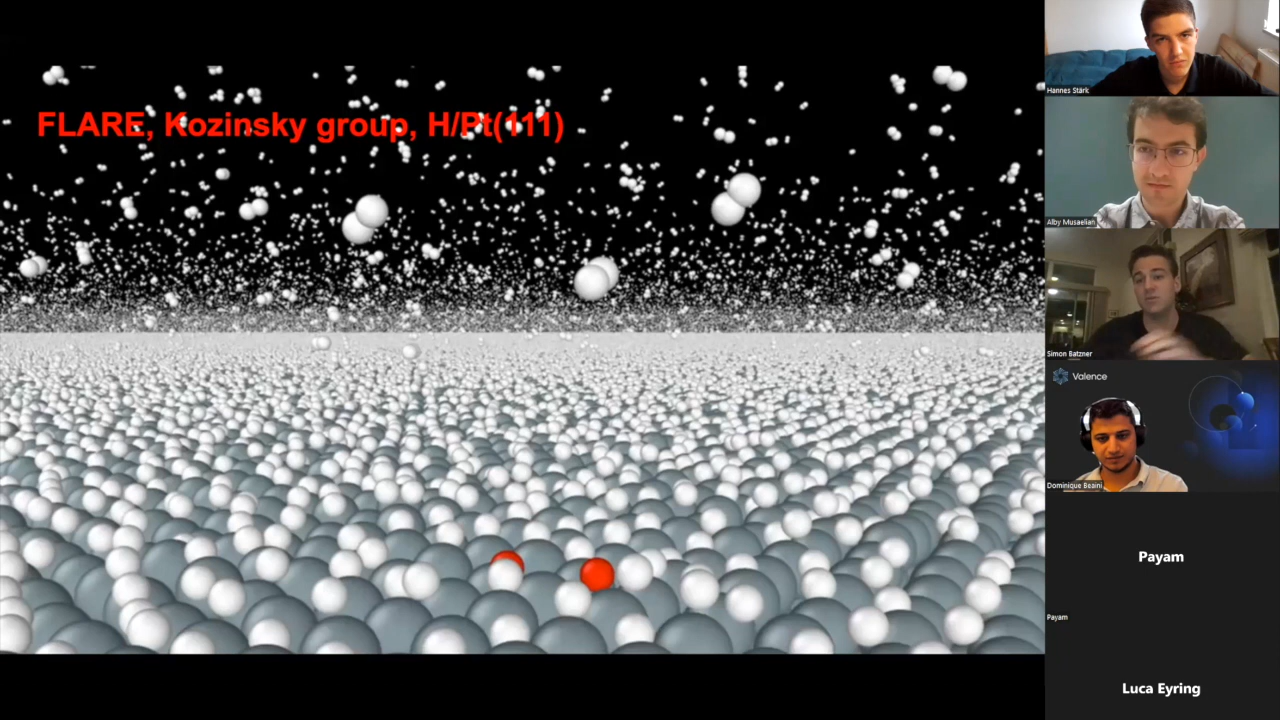 FLARE, Kozinsky group, H/Pt(111)
Hannes Stärk
Alby Musaelian
Simon Batzner
Valence
Dominique Beaini
Payam
Payam
Luca Eyring